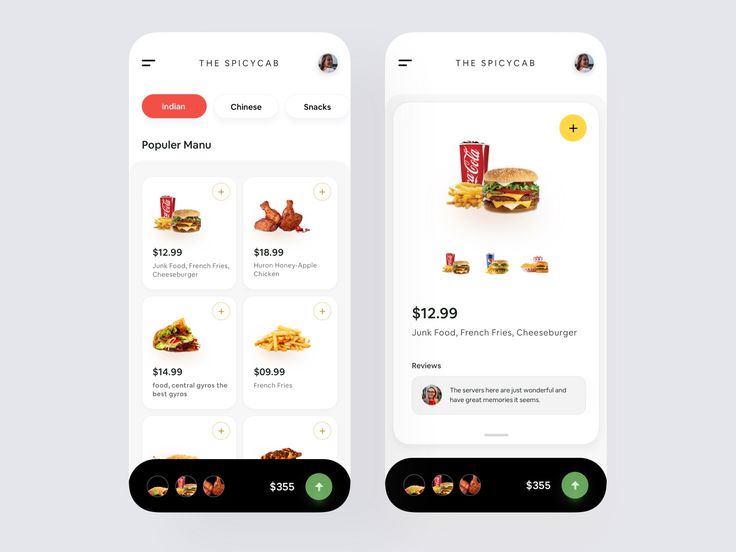 THE SPICYCAB
Indian
Chinese
Snacks
Populer Manu
$12.99
Junk Food, French Fries,
Cheeseburger
$18.99
Huron Honey-Apple
Chicken
$14.99
food, central gyros the
best gyros
$09.99
French Fries
$355
THE SPICYCAB
Coca-Cola
$12.99
Junk Food, French Fries, Cheeseburger
Reviews
The servers here are just wonderful and
have great memories it seems.
$355